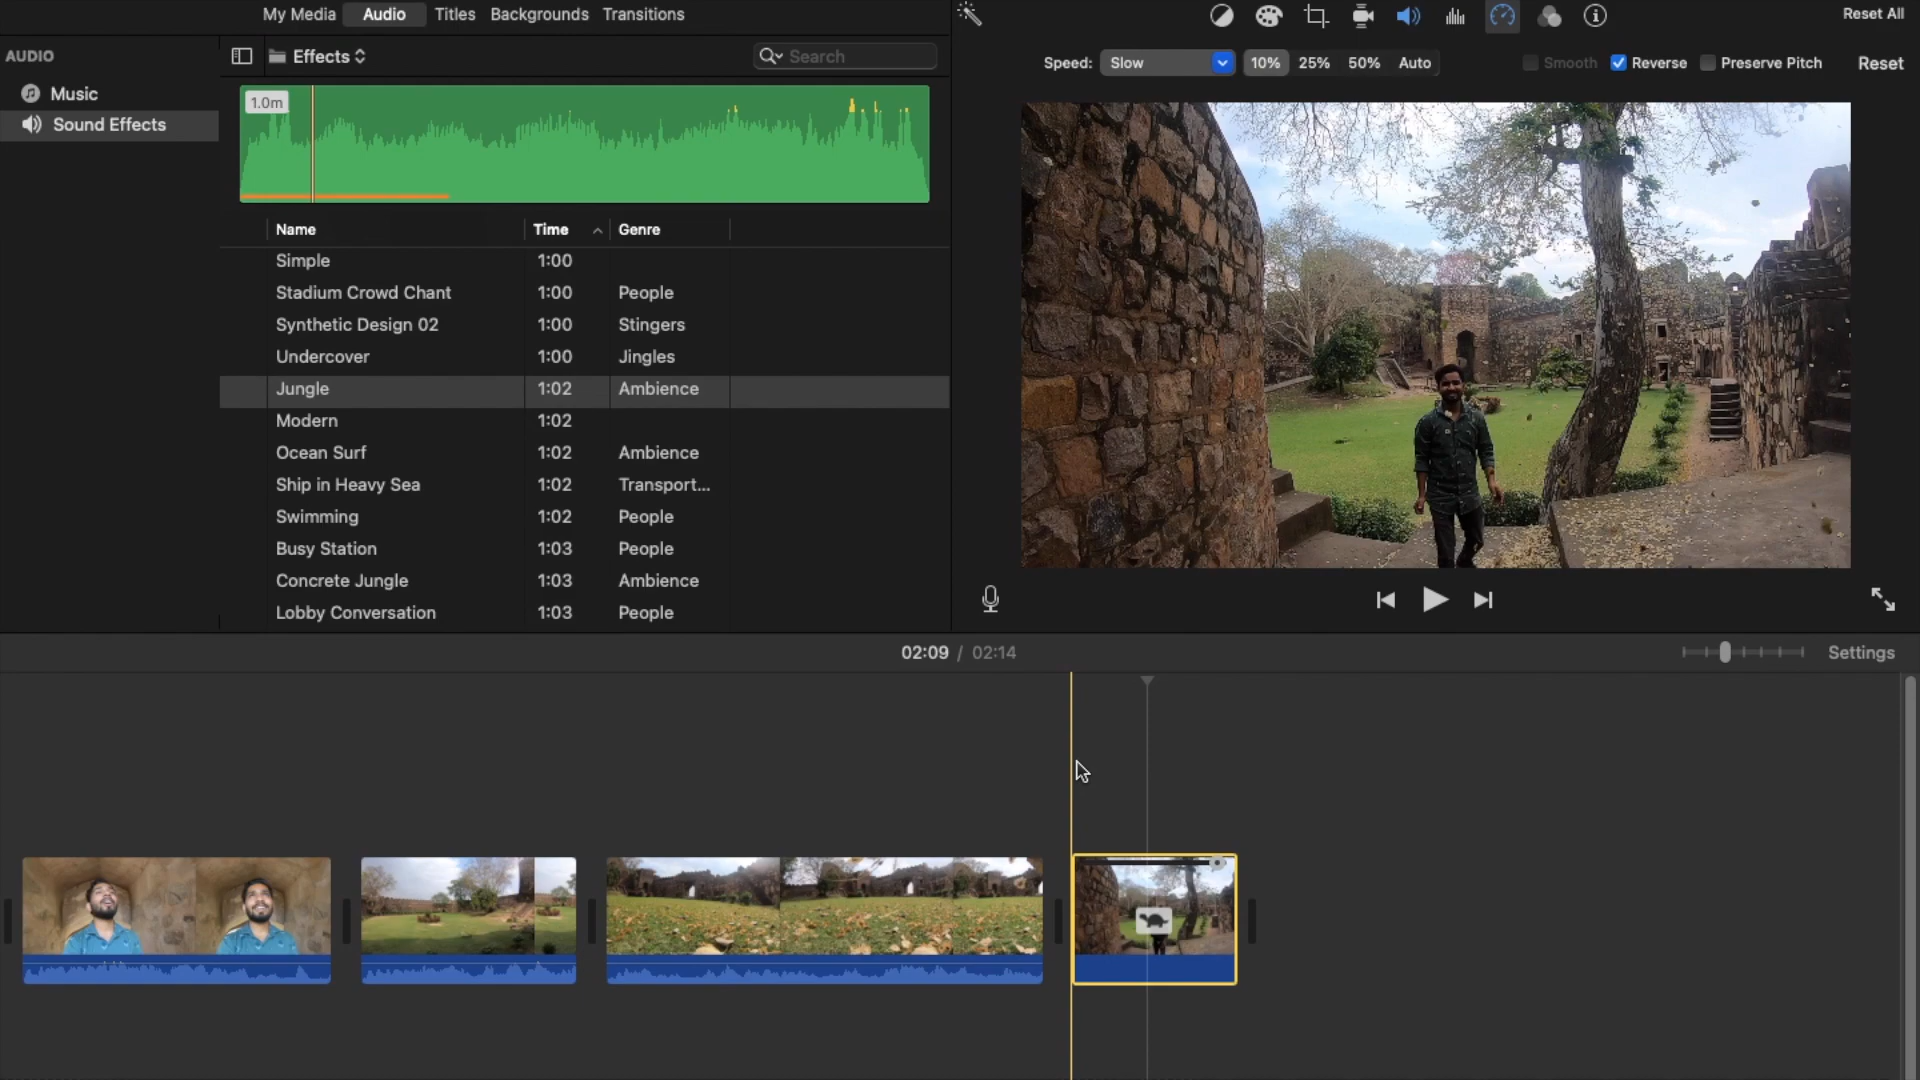 My Media Audio Titles Backgrounds Transitions
Reset All
AUDIO
Effects
Search
Speed: Slow 10% 25% 50% Auto Smooth Reverse Preserve Pitch Reset
Music
Sound Effects
1.0m
Name Time Genre
Simple 1:00
Stadium Crowd Chant 1:00 People
Synthetic Design 02 1:00 Stingers
Undercover 1:00 Jingles
Jungle 1:02 Ambience
Modern 1:02
Ocean Surf 1:02 Ambience
Ship in Heavy Sea 1:02 Transport...
Swimming 1:02 People
Busy Station 1:03 People
Concrete Jungle 1:03 Ambience
Lobby Conversation 1:03 People
02:09 / 02:14
Settings